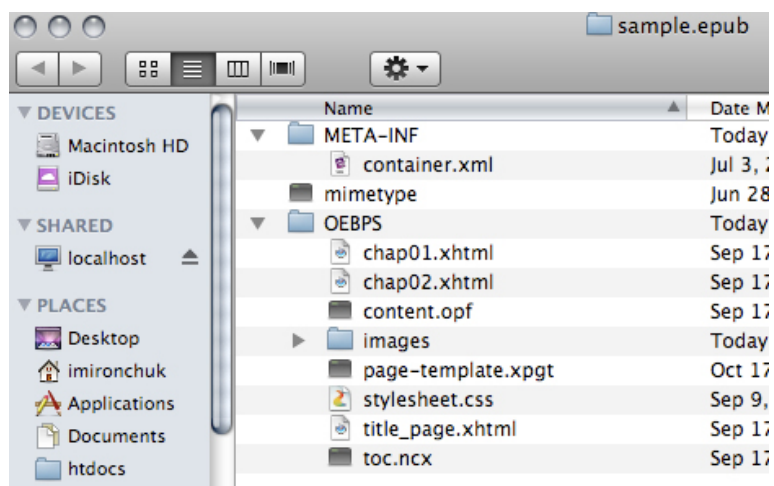 sample.epub
Name Date M
DEVICES
Macintosh HD
iDisk
SHARED
localhost
PLACES
Desktop
imironchuk
Applications
Documents
htdocs
META-INF Today
container.xml Jul 3, 2
mimetype Jun 28
OEBPS Today
chap01.xhtml Sep 17
chap02.xhtml Sep 17
content.opf Sep 17
images Today
page-template.xpgt Oct 17
stylesheet.css Sep 9,
title_page.xhtml Sep 17
toc.ncx Sep 17